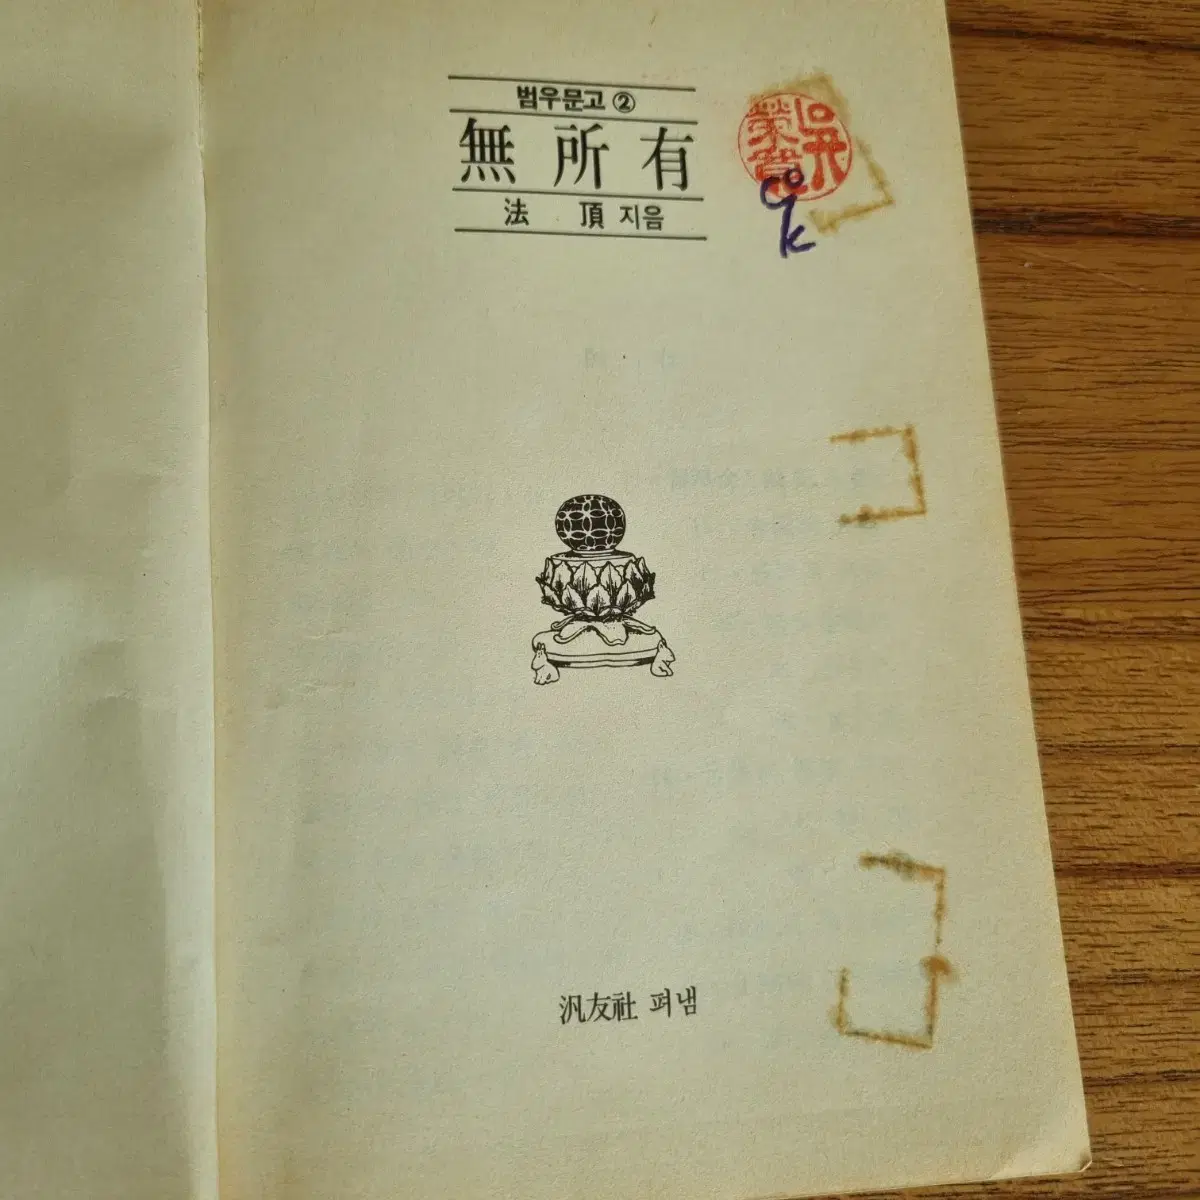 범우문고 ②
無所有
法 頂 지음
汎友社 펴냄